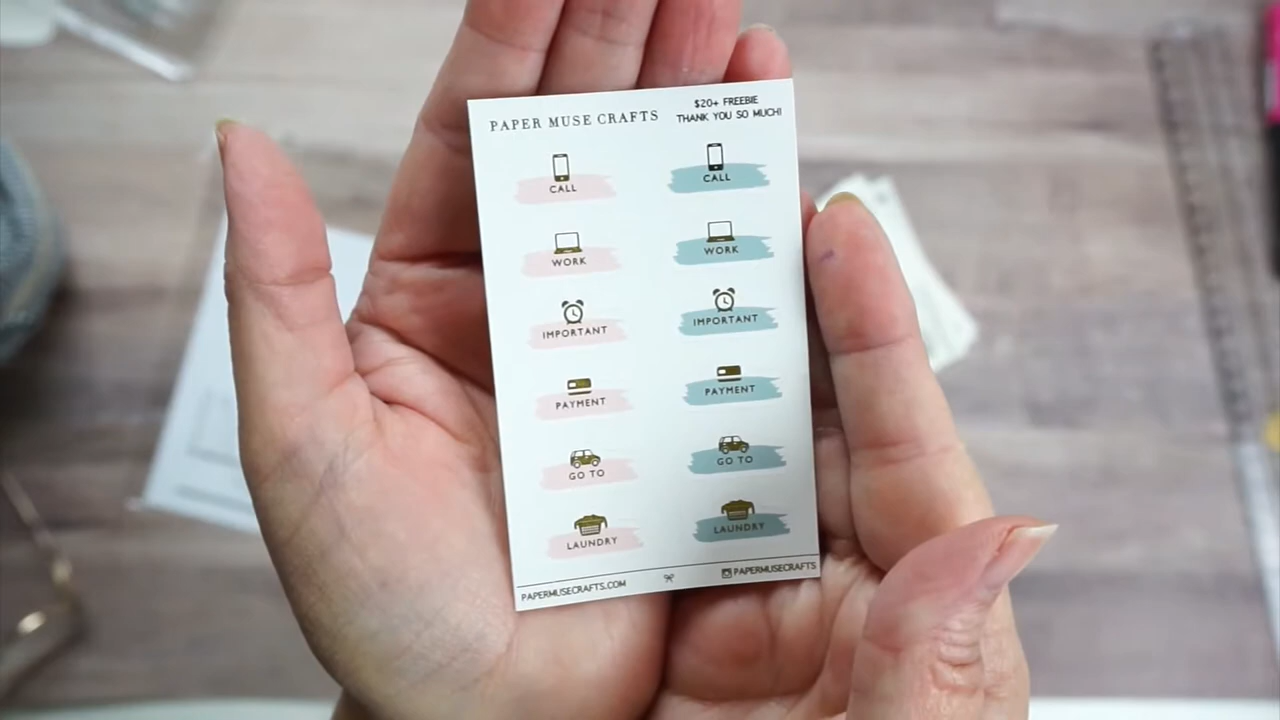 PAPER MUSE CRAFTS
$20+ FREEBIE
THANK YOU SO MUCH!
CALL
CALL
WORK
WORK
IMPORTANT
IMPORTANT
PAYMENT
PAYMENT
GO TO
GO TO
LAUNDRY
LAUNDRY
PAPERMUSECRAFTS.COM
PAPERMUSECRAFTS